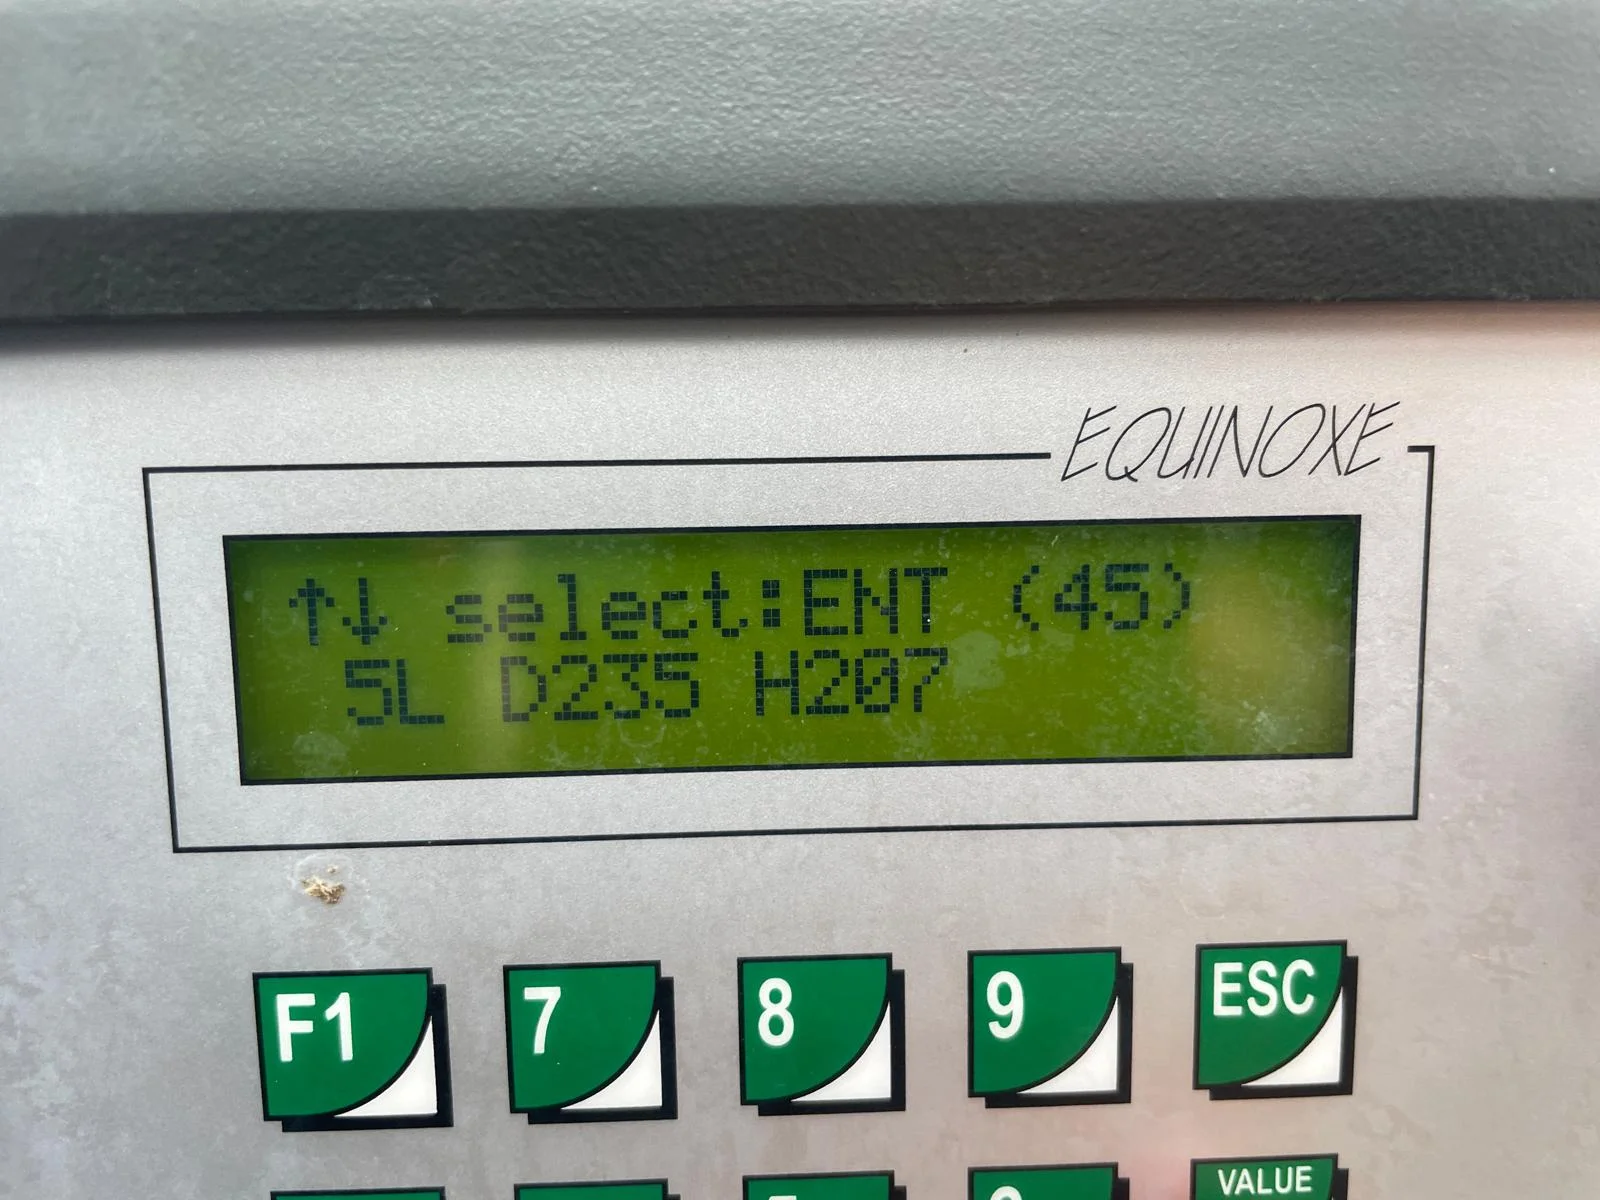 EQUINOXE
↑↓ select:ENT (45)
5L D235 H207
F1 7 8 9 ESC
VALUE